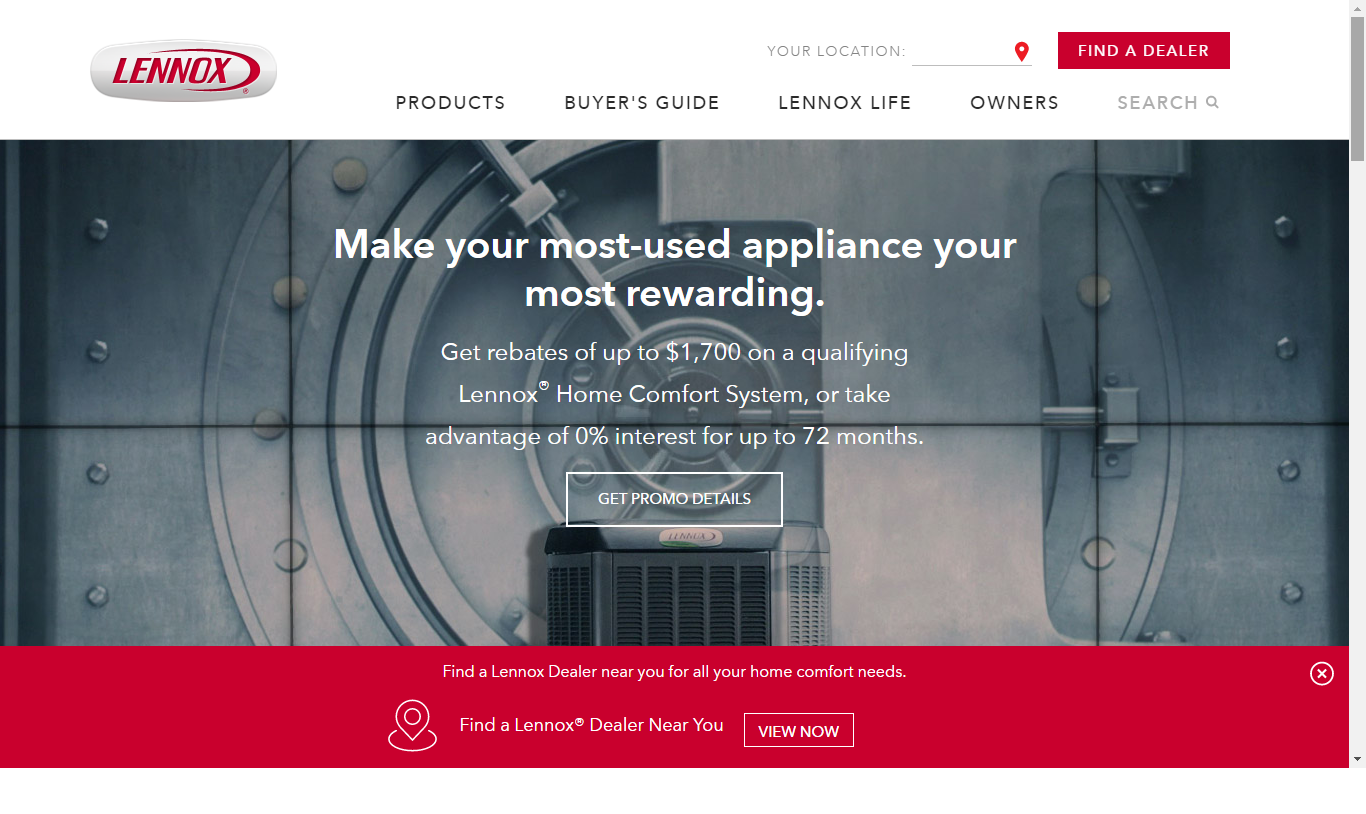 LENNOX
YOUR LOCATION:
FIND A DEALER
PRODUCTS
BUYER'S GUIDE
LENNOX LIFE
OWNERS
SEARCH
Make your most-used appliance your
most rewarding.
Get rebates of up to $1,700 on a qualifying
Lennox® Home Comfort System, or take
advantage of 0% interest for up to 72 months.
GET PROMO DETAILS
LENNOX
Find a Lennox Dealer near you for all your home comfort needs.
Find a Lennox® Dealer Near You
VIEW NOW